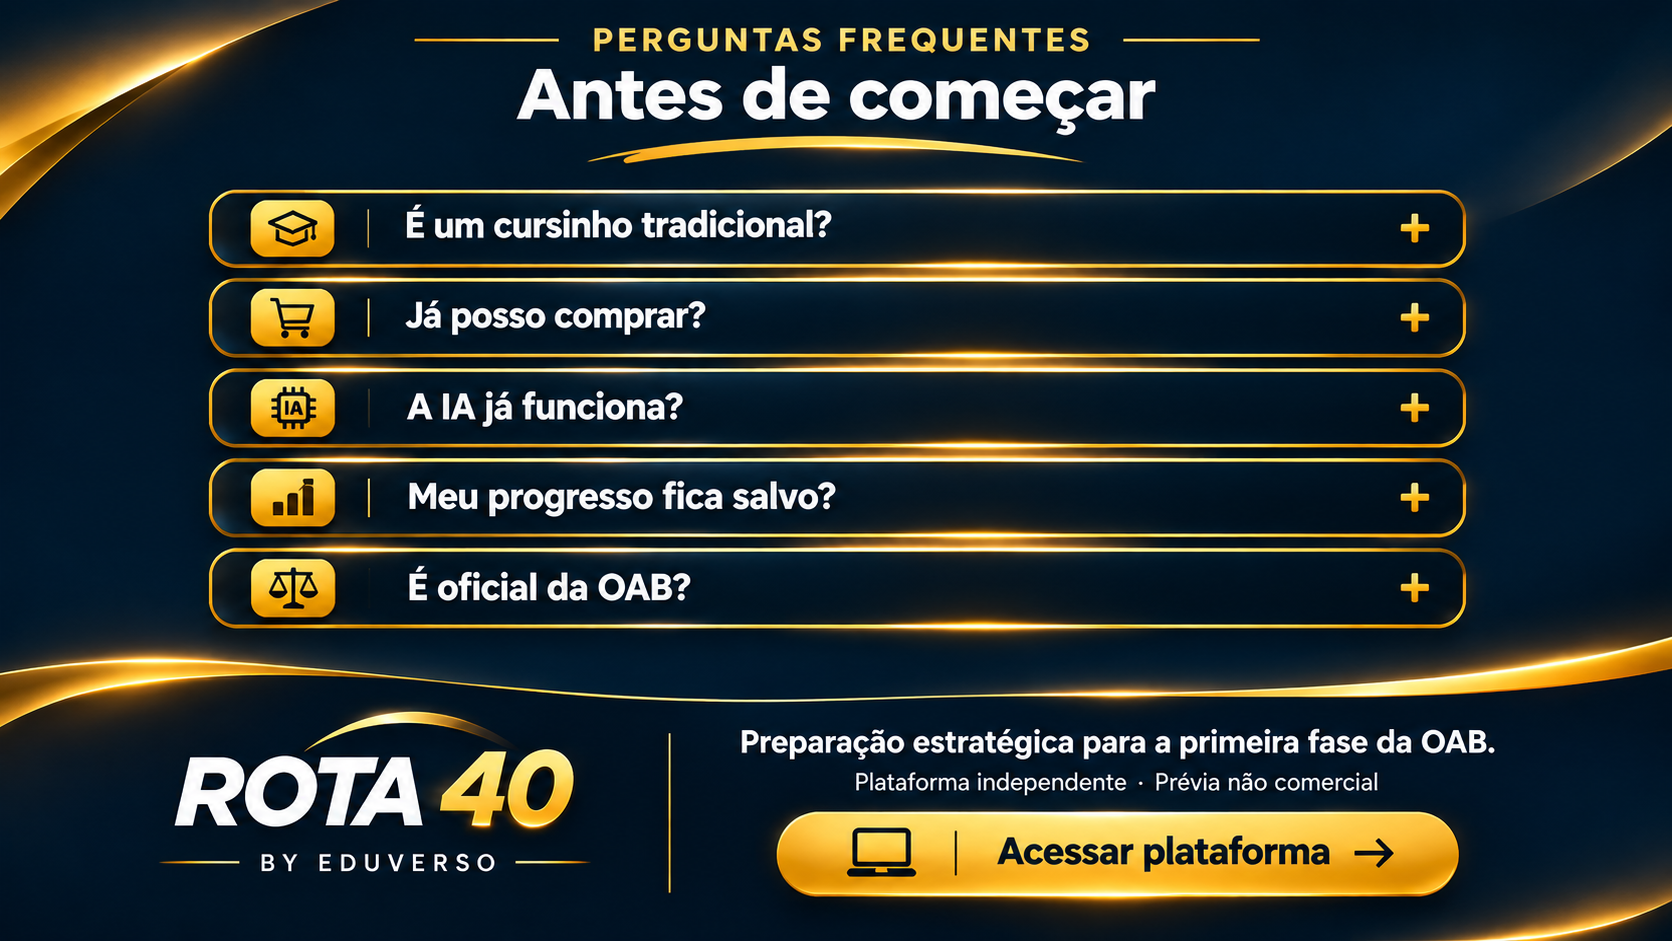 PERGUNTAS FREQUENTES
Antes de começar
É um cursinho tradicional?
Já posso comprar?
IA
A IA já funciona?
Meu progresso fica salvo?
É oficial da OAB?
ROTA 40
BY EDUVERSO
Preparação estratégica para a primeira fase da OAB.
Plataforma independente · Prévia não comercial
Acessar plataforma →